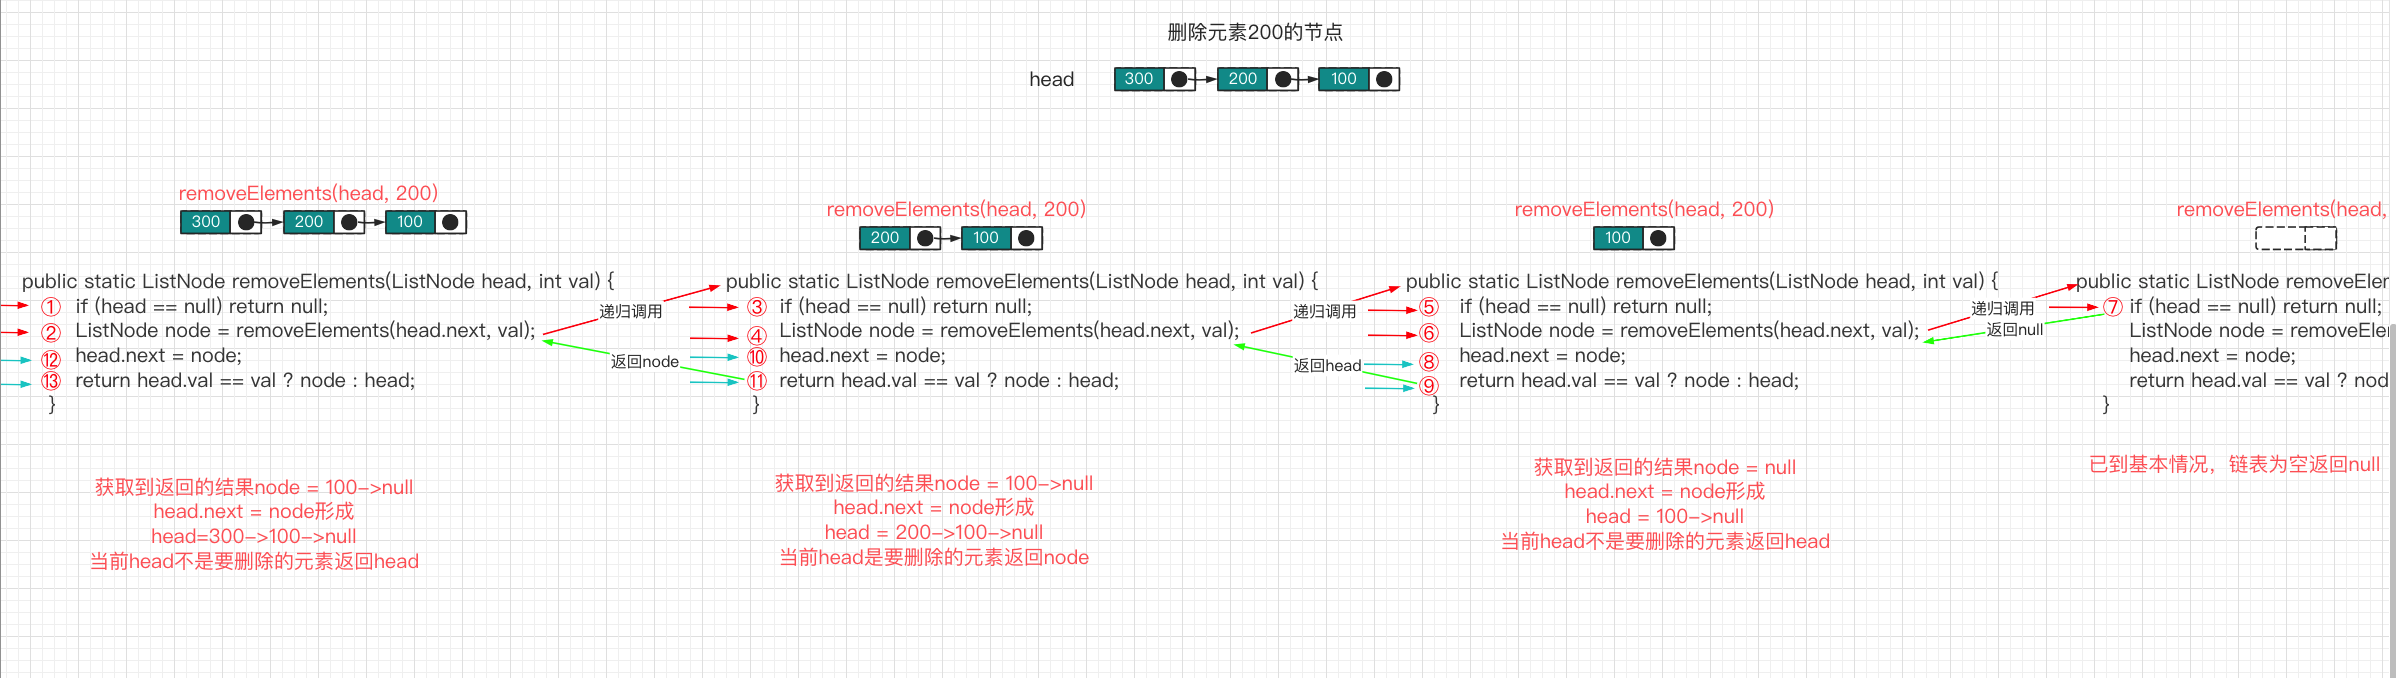 删除元素200的节点
head 300 200 100
removeElements(head, 200)
300 200 100
public static ListNode removeElements(ListNode head, int val) {
① if (head == null) return null;
② ListNode node = removeElements(head.next, val);
⑫ head.next = node;
⑬ return head.val == val ? node : head;
}
获取到返回的结果node = 100->null
head.next = node形成
head=300->100->null
当前head不是要删除的元素返回head
递归调用
返回node
removeElements(head, 200)
200 100
public static ListNode removeElements(ListNode head, int val) {
③ if (head == null) return null;
④ ListNode node = removeElements(head.next, val);
⑩ head.next = node;
⑪ return head.val == val ? node : head;
}
获取到返回的结果node = 100->null
head.next = node形成
head = 200->100->null
当前head是要删除的元素返回node
递归调用
返回head
removeElements(head, 200)
100
public static ListNode removeElements(ListNode head, int val) {
⑤ if (head == null) return null;
⑥ ListNode node = removeElements(head.next, val);
⑧ head.next = node;
⑨ return head.val == val ? node : head;
}
获取到返回的结果node = null
head.next = node形成
head = 100->null
当前head不是要删除的元素返回head
递归调用
返回null
removeElements(head,
public static ListNode removeElem
⑦ if (head == null) return null;
ListNode node = removeEle
head.next = node;
return head.val == val ? nod
}
已到基本情况，链表为空返回null